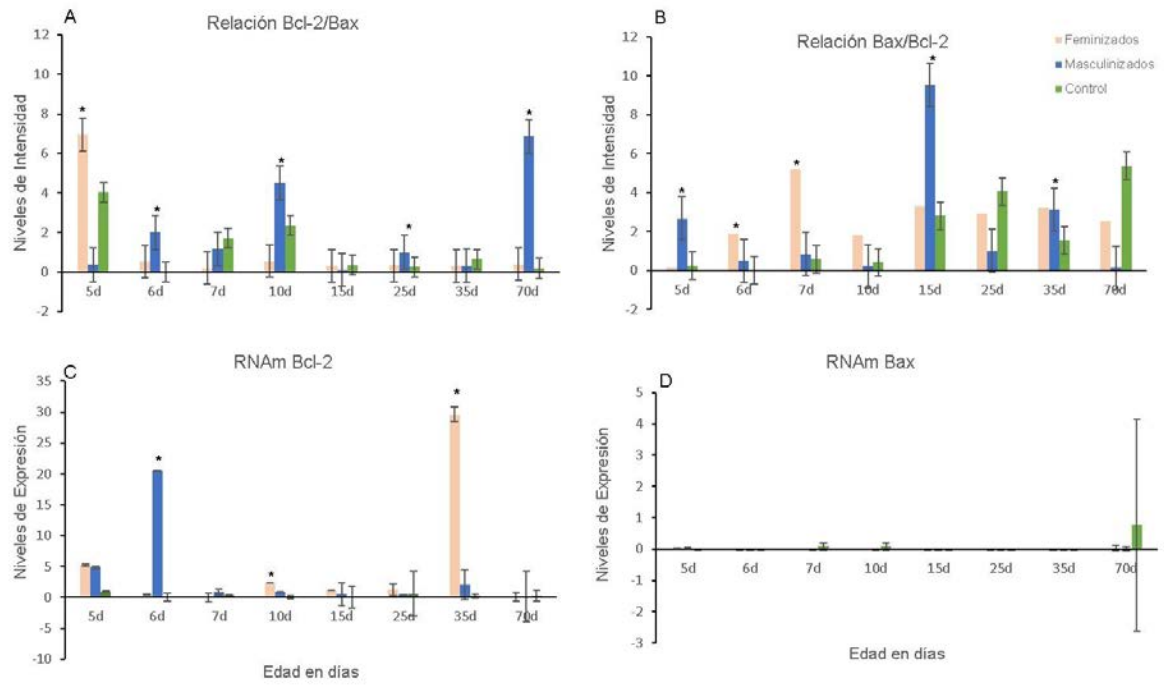 A
Relación Bcl-2/Bax
Niveles de Intensidad
12
10
8
6
4
2
0
-2
*
*
*
*
*
5d
6d
7d
10d
15d
25d
35d
70d
B
Relación Bax/Bcl-2
Feminizados
Masculinizados
Control
Niveles de Intensidad
12
10
8
6
4
2
0
-2
*
*
*
*
*
5d
6d
7d
10d
15d
25d
35d
70d
C
RNAm Bcl-2
Niveles de Expresión
35
30
25
20
15
10
5
0
-5
-10
*
*
*
5d
6d
7d
10d
15d
25d
35d
70d
Edad en días
D
RNAm Bax
Niveles de Expresión
5
4
3
2
1
0
-1
-2
-3
5d
6d
7d
10d
15d
25d
35d
70d
Edad en días